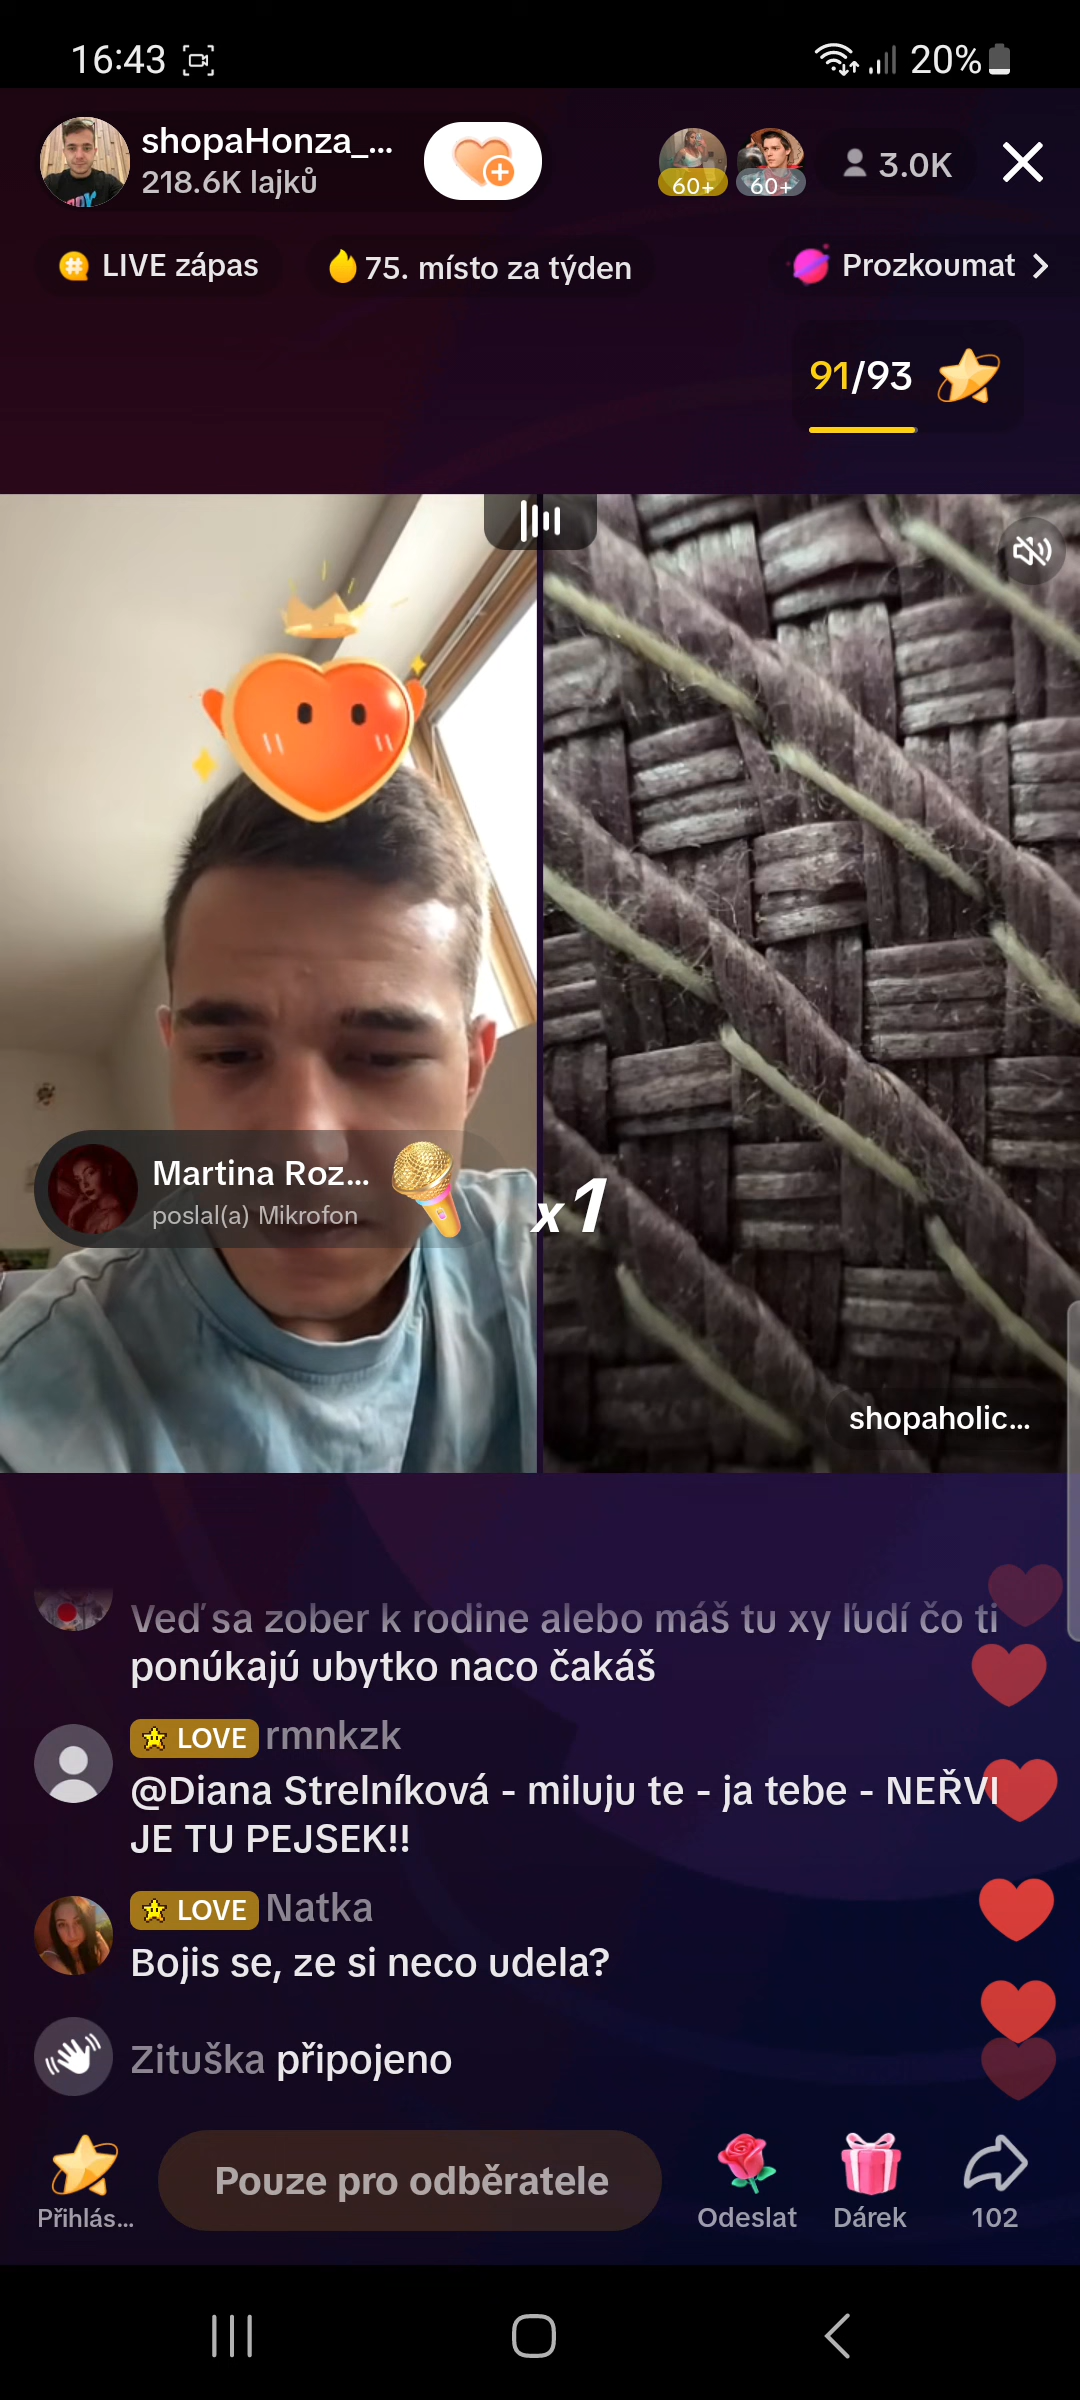 16:43
20%
shopaHonza_...
218.6K lajků
60+
60+
3.0K
LIVE zápas
75. místo za týden
Prozkoumat
91/93
Martina Roz...
poslal(a) Mikrofon
x1
shopaholic...
Veď sa zober k rodine alebo máš tu xy ľudí čo ti
ponúkajú ubytko naco čakáš
LOVE rmnkzk
@Diana Strelníková - miluju te - ja tebe - NEŘVI
JE TU PEJSEK!!
LOVE Natka
Bojis se, ze si neco udela?
Zituška připojeno
Pouze pro odběratele
Přihlás...
Odeslat
Dárek
102